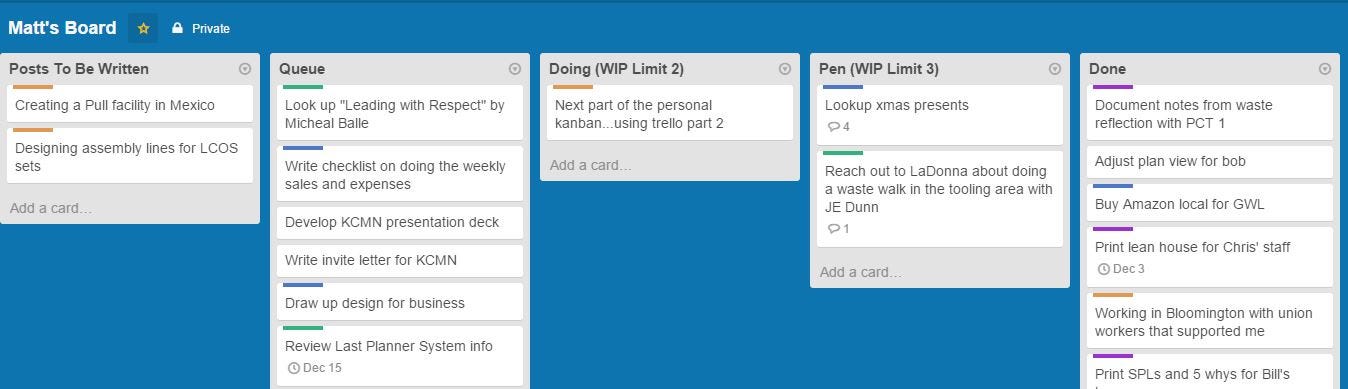 Matt's Board
Private
Posts To Be Written
Creating a Pull facility in Mexico
Designing assembly lines for LCOS
sets
Add a card…
Queue
Look up "Leading with Respect" by
Micheal Balle
Write checklist on doing the weekly
sales and expenses
Develop KCMN presentation deck
Write invite letter for KCMN
Draw up design for business
Review Last Planner System info
Dec 15
Doing (WIP Limit 2)
Next part of the personal
kanban...using trello part 2
Add a card…
Pen (WIP Limit 3)
Lookup xmas presents
4
Reach out to LaDonna about doing
a waste walk in the tooling area with
JE Dunn
1
Add a card…
Done
Document notes from waste
reflection with PCT 1
Adjust plan view for bob
Buy Amazon local for GWL
Print lean house for Chris' staff
Dec 3
Working in Bloomington with union
workers that supported me
Print SPLs and 5 whys for Bill's